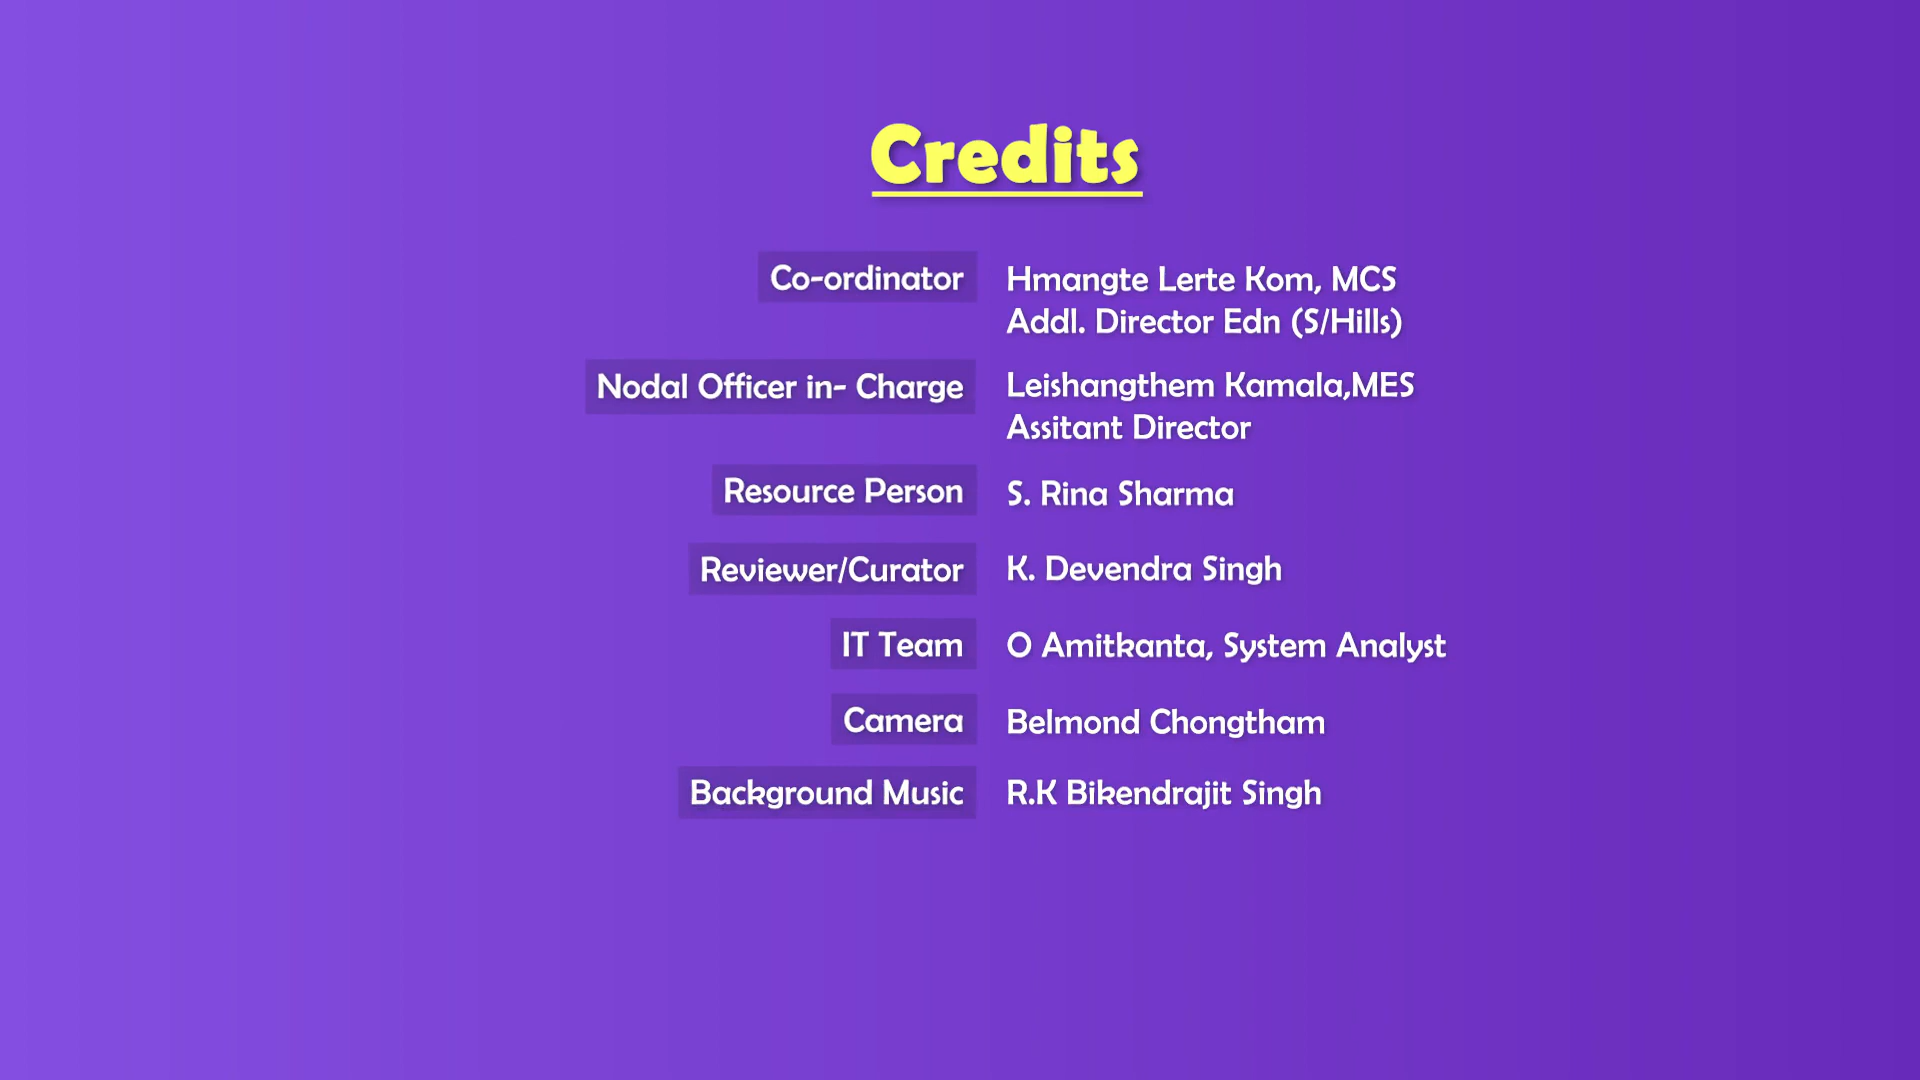 Credits
Co-ordinator Hmangte Lerte Kom, MCS
Addl. Director Edn (S/Hills)
Nodal Officer in- Charge Leishangthem Kamala,MES
Assitant Director
Resource Person S. Rina Sharma
Reviewer/Curator K. Devendra Singh
IT Team O Amitkanta, System Analyst
Camera Belmond Chongtham
Background Music R.K Bikendrajit Singh